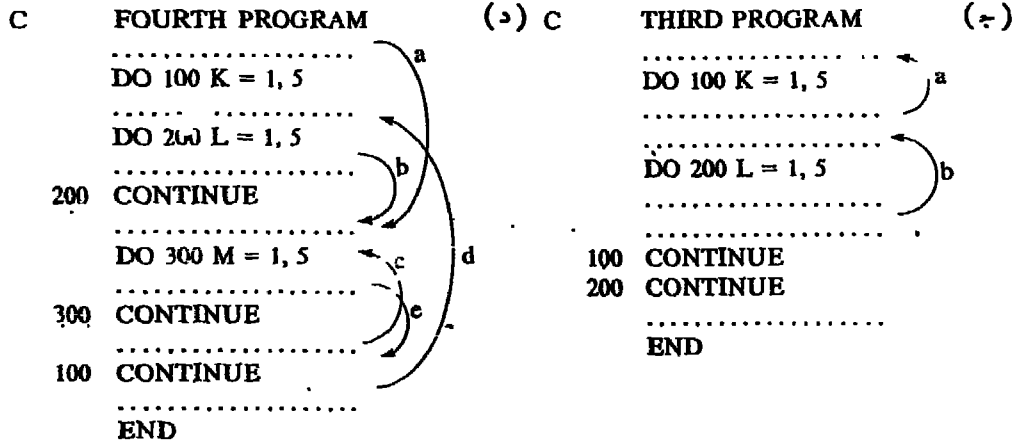 C FOURTH PROGRAM (د)
....................
DO 100 K = 1, 5
....................
DO 200 L = 1, 5
....................
200 CONTINUE
....................
DO 300 M = 1, 5
....................
300 CONTINUE
....................
100 CONTINUE
....................
END
a
b
c
d
e
C THIRD PROGRAM (ج)
....................
DO 100 K = 1, 5
....................
....................
DO 200 L = 1, 5
....................
....................
100 CONTINUE
200 CONTINUE
....................
END
a
b